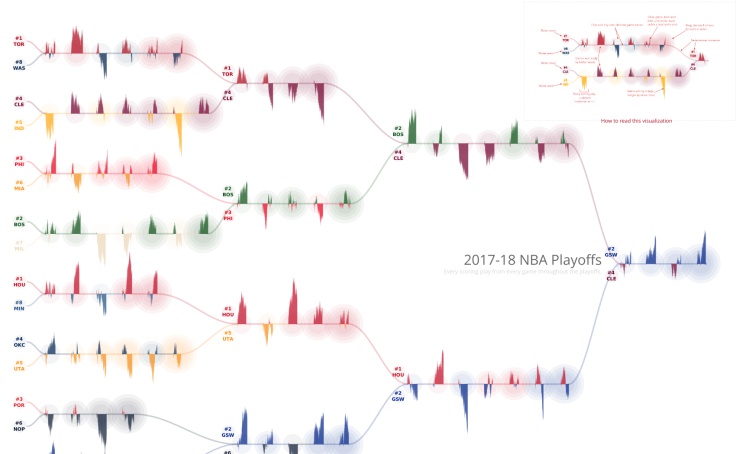 #1
TOR
#8
WAS
#4
CLE
#5
IND
#3
PHI
#6
MIA
#2
BOS
#7
MIL
#1
HOU
#8
MIN
#4
OKC
#5
UTA
#3
POR
#6
NOP
#1
TOR
#4
CLE
#2
BOS
#3
PHI
#1
HOU
#5
UTA
#2
GSW
#6
#2
BOS
#4
CLE
#1
HOU
#2
GSW
2017-18 NBA Playoffs
Every scoring play from every game throughout the playoffs.
#2
GSW
#4
CLE
How to read this visualization